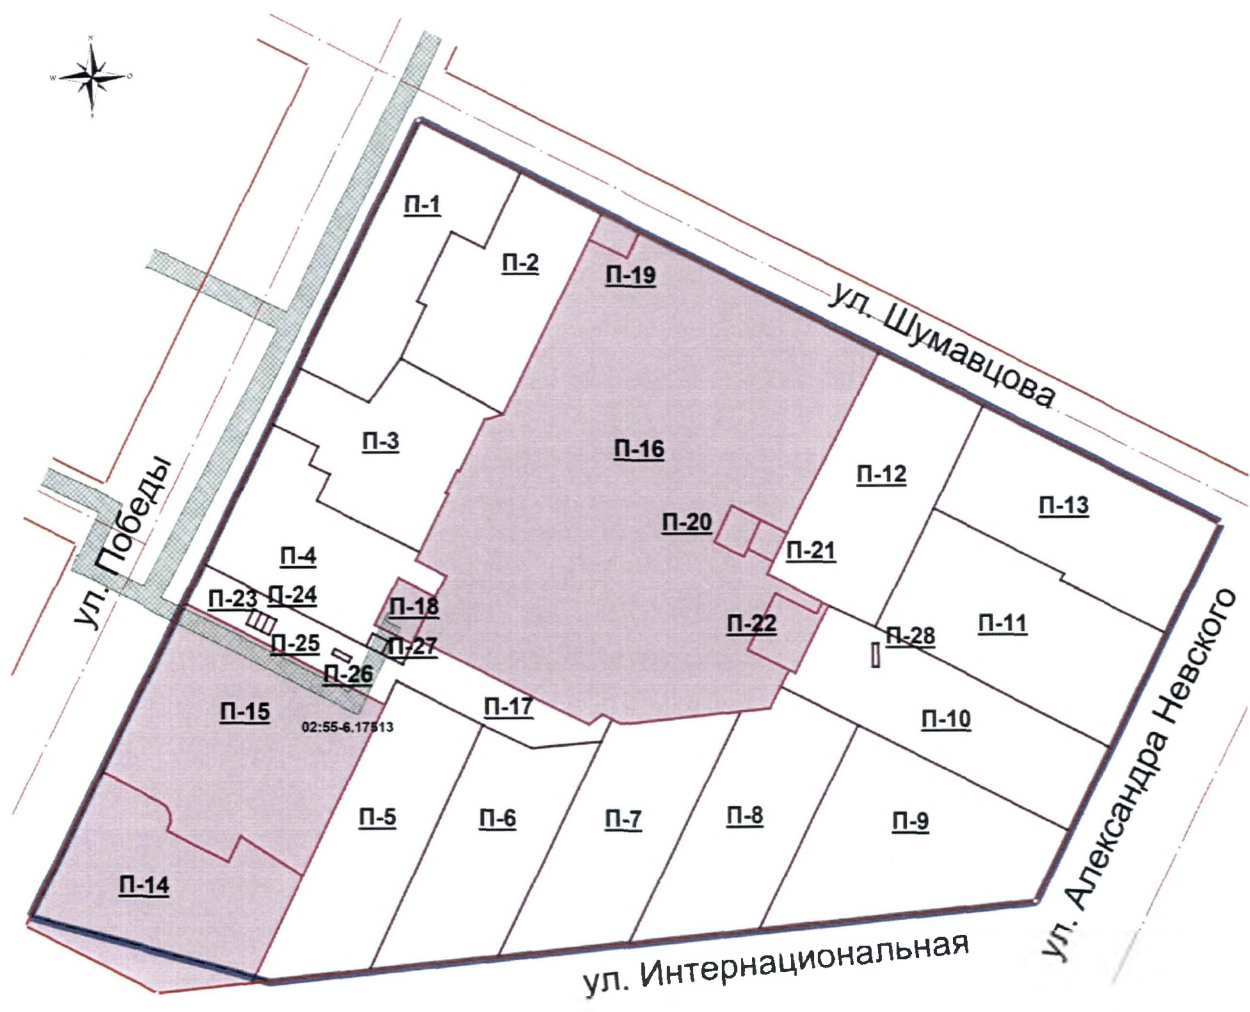 N
W
O
S
П-1
П-2
П-19
ул. Шумавцова
П-3
П-16
П-12
П-13
ул. Победы
П-20
П-21
П-4
П-23
П-24
П-18
П-22
П-28
П-11
П-25
П-27
П-26
П-15
02:55-6.17513
П-17
П-10
П-5
П-6
П-7
П-8
П-9
П-14
ул. Александра Невского
ул. Интернациональная